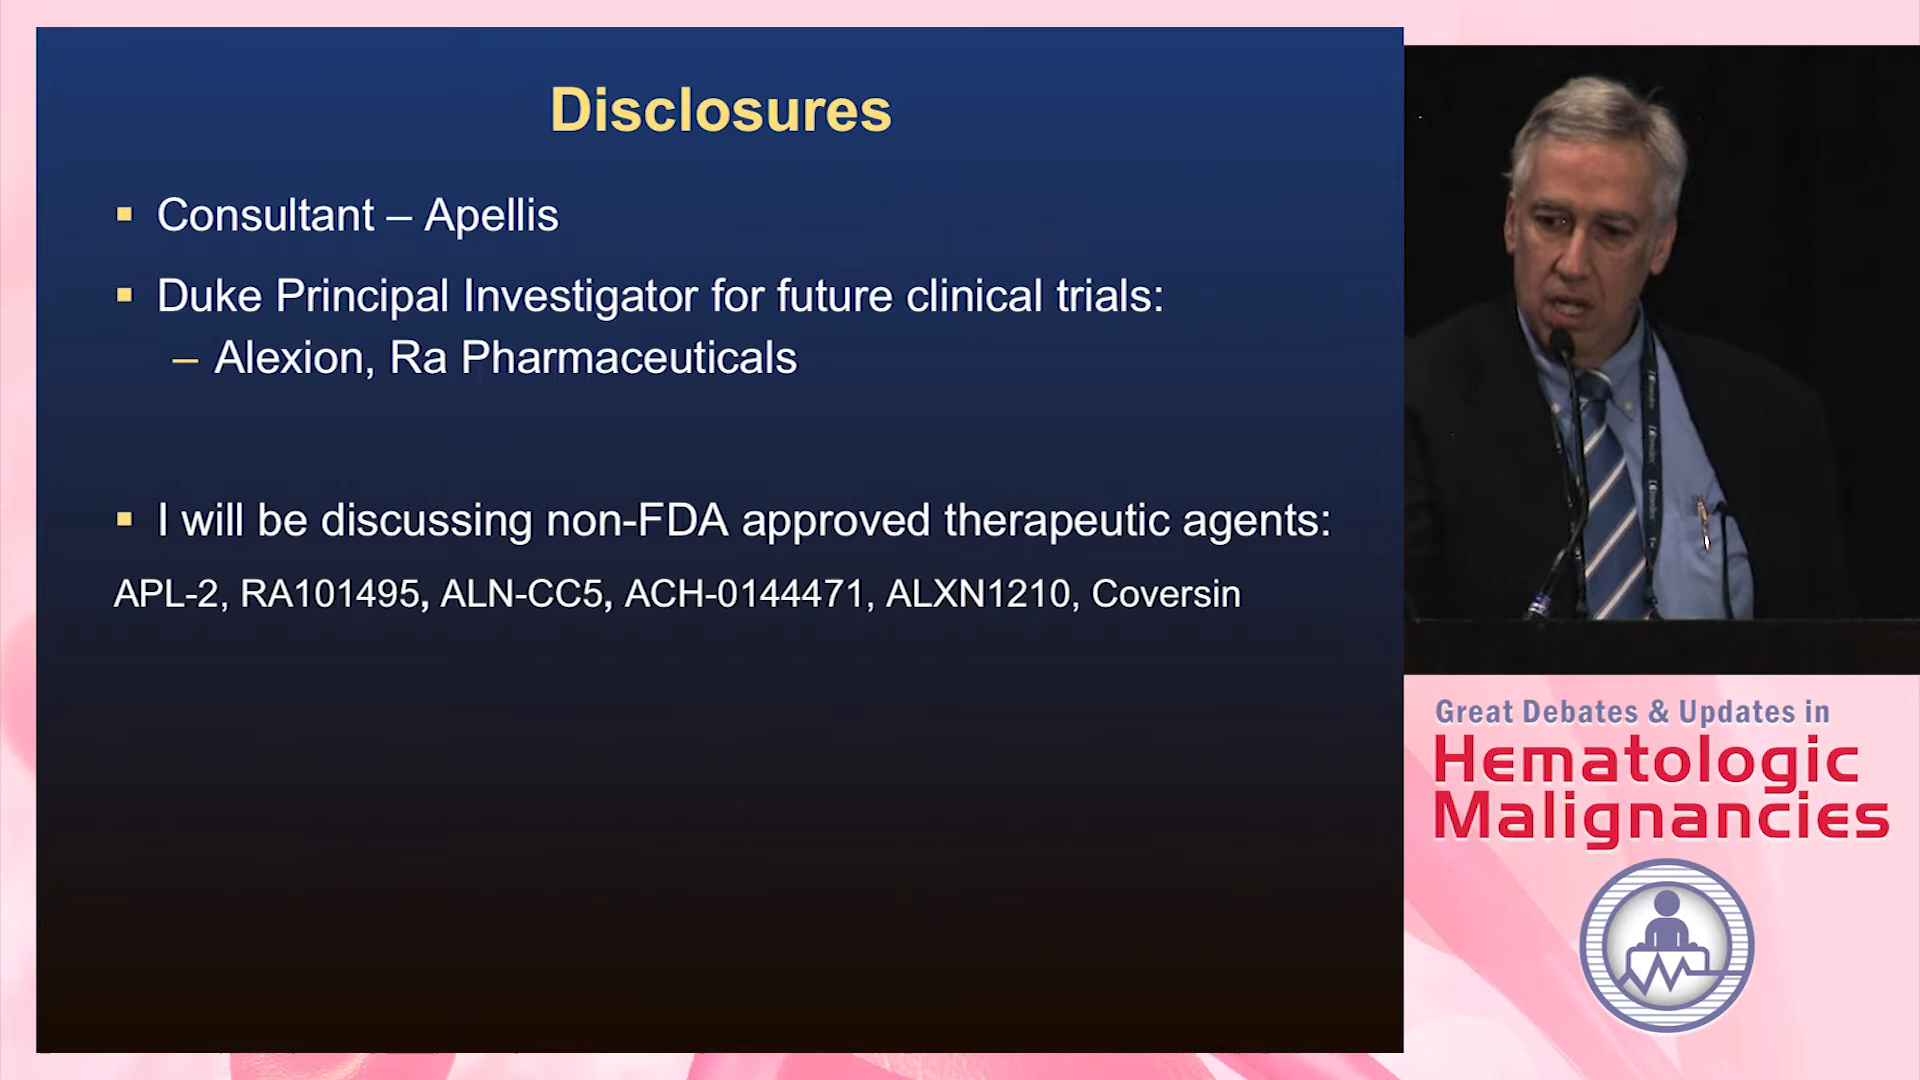 Disclosures
▪ Consultant – Apellis
▪ Duke Principal Investigator for future clinical trials:
– Alexion, Ra Pharmaceuticals
▪ I will be discussing non-FDA approved therapeutic agents:
APL-2, RA101495, ALN-CC5, ACH-0144471, ALXN1210, Coversin
Great Debates & Updates in
Hematologic
Malignancies